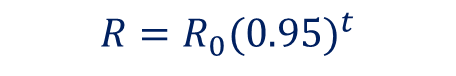 R = R₀(0.95)ᵗ